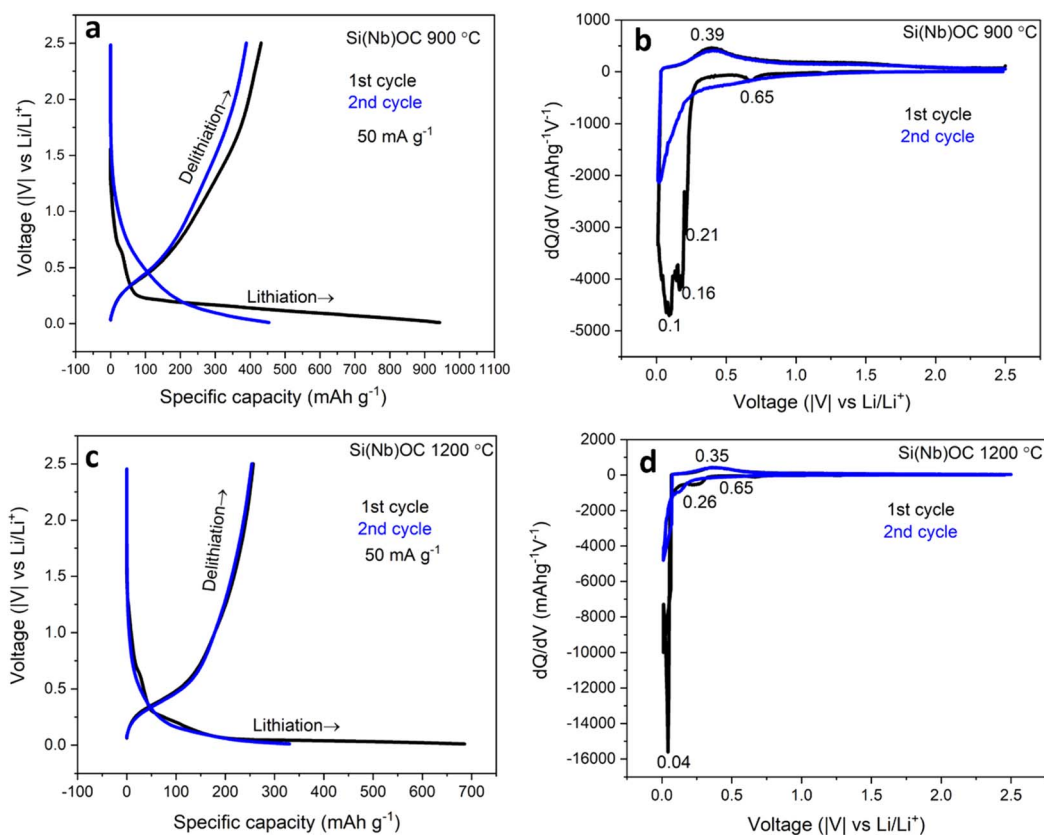 a
Si(Nb)OC 900 °C
1st cycle
2nd cycle
50 mA g⁻¹
Delithiation→
Lithiation→
Voltage (|V| vs Li/Li⁺)
2.5
2.0
1.5
1.0
0.5
0.0
-100 0 100 200 300 400 500 600 700 800 900 1000 1100
Specific capacity (mAh g⁻¹)
b
Si(Nb)OC 900 °C
0.39
0.65
1st cycle
2nd cycle
0.21
0.16
0.1
dQ/dV (mAhg⁻¹V⁻¹)
1000
0
-1000
-2000
-3000
-4000
-5000
0.0 0.5 1.0 1.5 2.0 2.5
Voltage (|V| vs Li/Li⁺)
c
Si(Nb)OC 1200 °C
1st cycle
2nd cycle
50 mA g⁻¹
Delithiation→
Lithiation→
Voltage (|V| vs Li/Li⁺)
2.5
2.0
1.5
1.0
0.5
0.0
-100 0 100 200 300 400 500 600 700
Specific capacity (mAh g⁻¹)
d
Si(Nb)OC 1200 °C
0.35
0.65
0.26
1st cycle
2nd cycle
0.04
dQ/dV (mAhg⁻¹V⁻¹)
2000
0
-2000
-4000
-6000
-8000
-10000
-12000
-14000
-16000
0.0 0.5 1.0 1.5 2.0 2.5
Voltage (|V| vs Li/Li⁺)